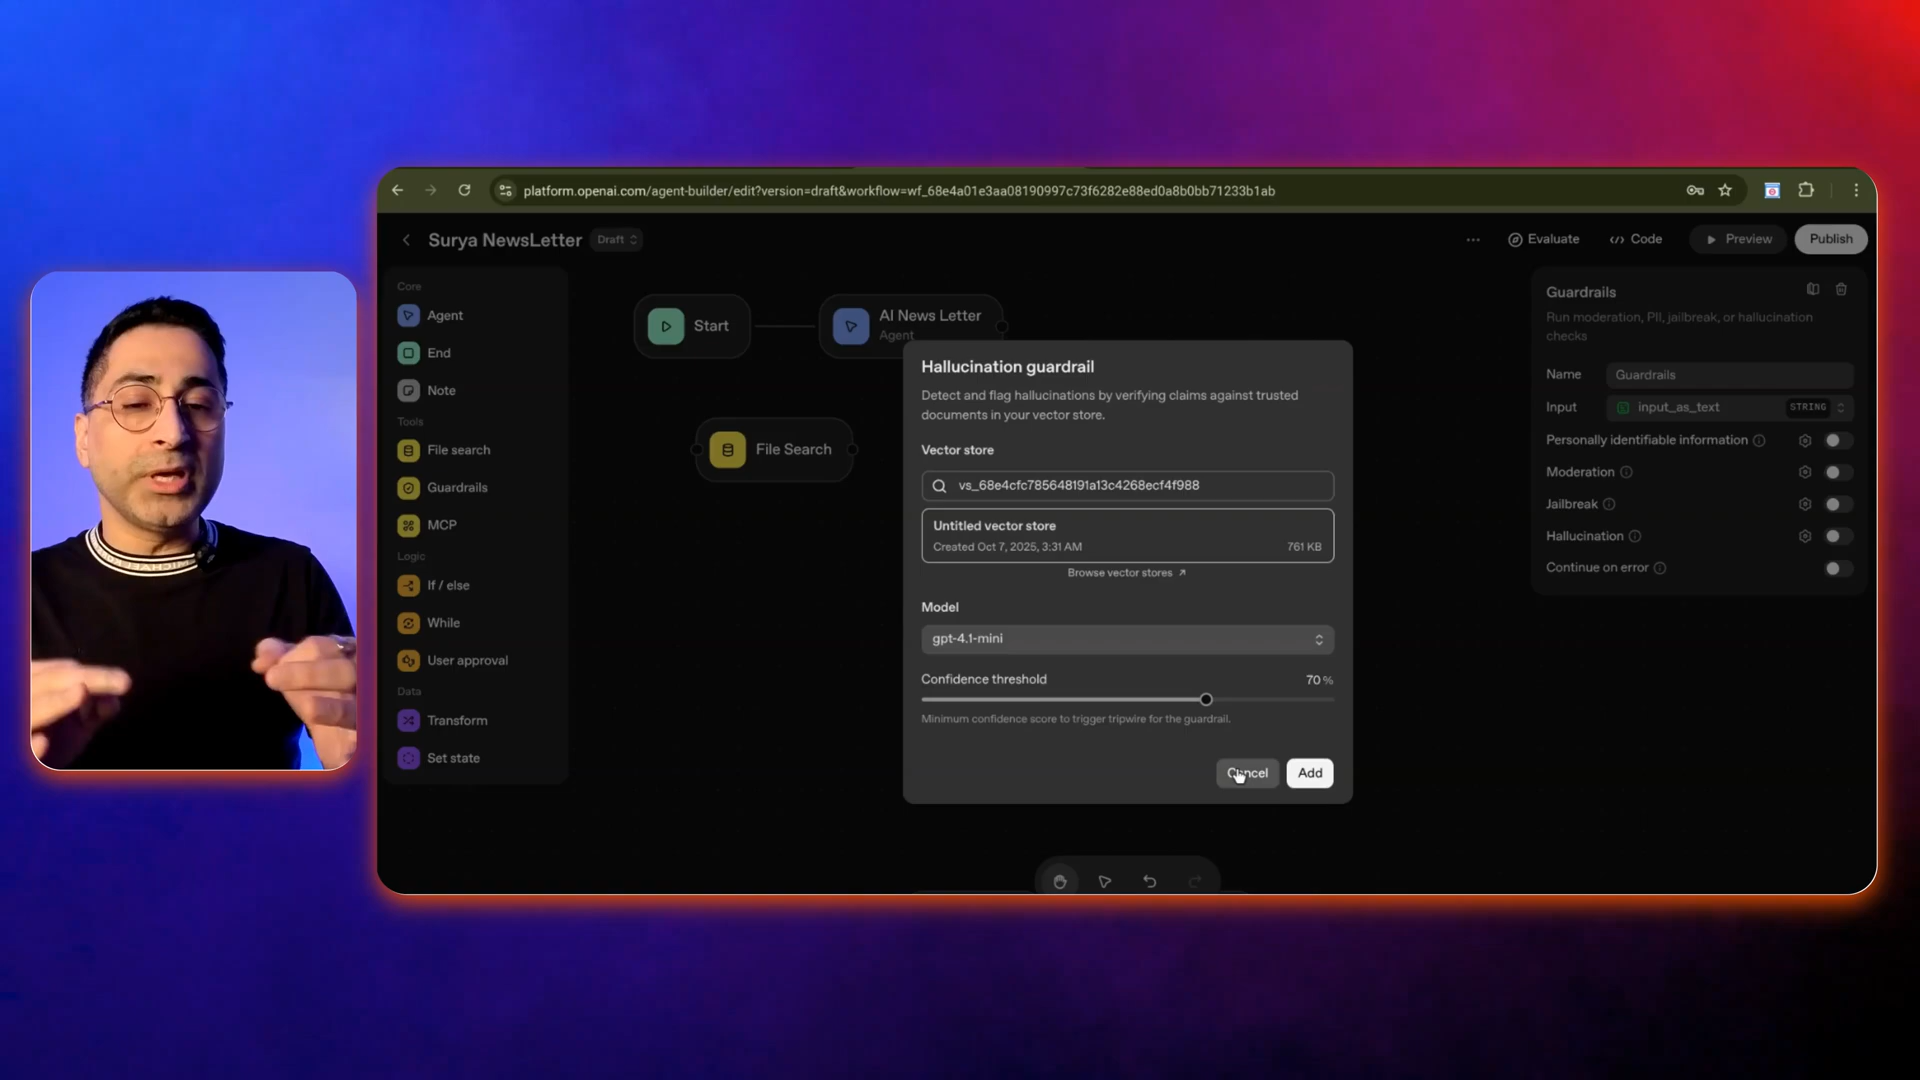 platform.openai.com/agent-builder/edit?version=draft&workflow=wf_68e4a01e3aa08190997c73f6282e88ed0a8b0bb71233b1ab
Surya NewsLetter
Draft
Evaluate
Code
Preview
Publish
Core
Agent
End
Note
Tools
File search
Guardrails
MCP
Logic
If / else
While
User approval
Data
Transform
Set state
Start
AI News Letter
Agent
File Search
Hallucination guardrail
Detect and flag hallucinations by verifying claims against trusted
documents in your vector store.
Vector store
vs_68e4cfc785648191a13c4268ecf4f988
Untitled vector store
Created Oct 7, 2025, 3:31 AM
761 KB
Browse vector stores
Model
gpt-4.1-mini
Confidence threshold
70 %
Minimum confidence score to trigger tripwire for the guardrail.
Cancel
Add
Guardrails
Run moderation, PII, jailbreak, or hallucination
checks
Name
Guardrails
Input
input_as_text
STRING
Personally identifiable information
Moderation
Jailbreak
Hallucination
Continue on error